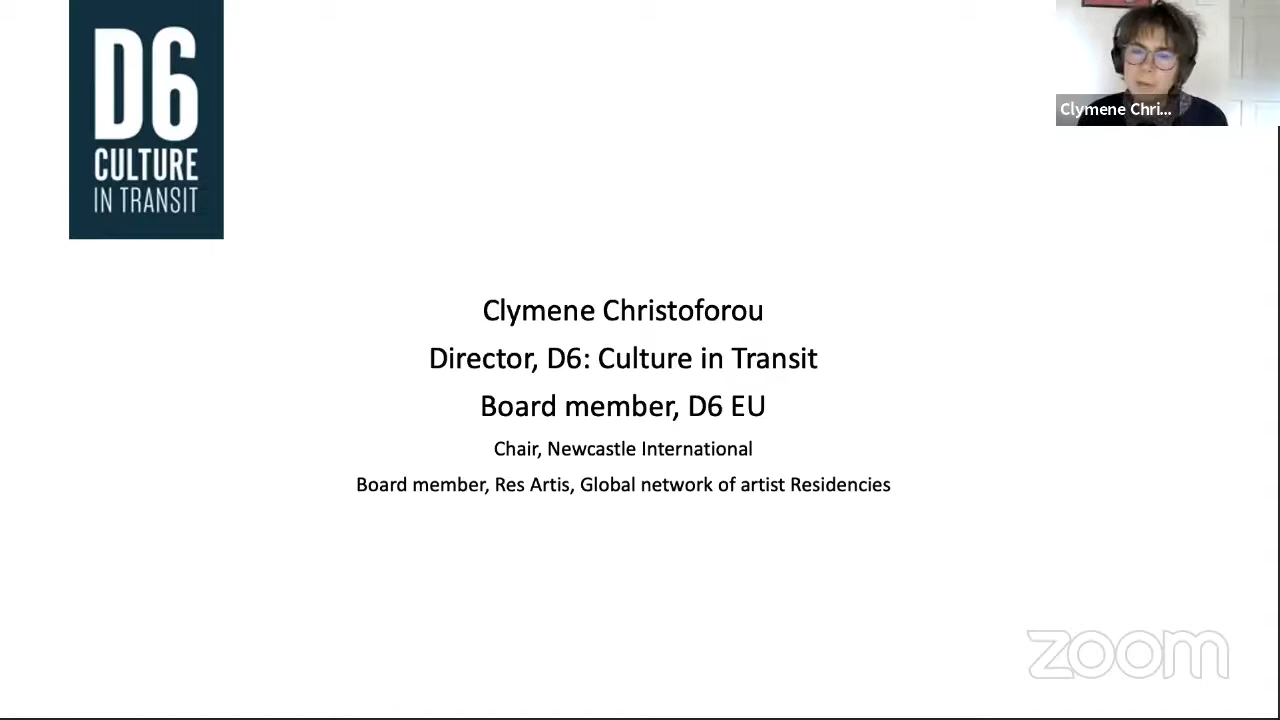 D6
CULTURE
IN TRANSIT
Clymene Chri...
Clymene Christoforou
Director, D6: Culture in Transit
Board member, D6 EU
Chair, Newcastle International
Board member, Res Artis, Global network of artist Residencies
zoom